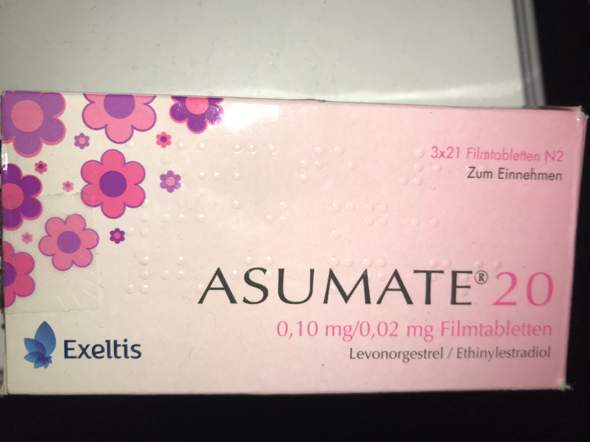 3x21 Filmtabletten N2
Zum Einnehmen
ASUMATE® 20
0,10 mg/0,02 mg Filmtabletten
Levonorgestrel / Ethinylestradiol
Exeltis